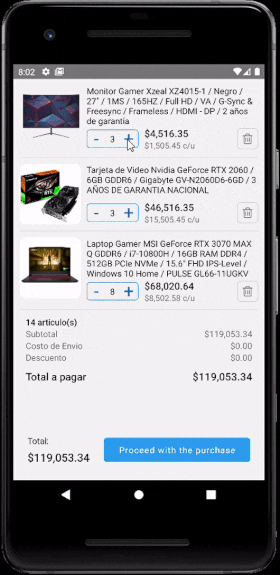 8:02
Monitor Gamer Xzeal XZ4015-1 / Negro /
27" / 1MS / 165HZ / Full HD / VA / G-Sync &
Freesync / Frameless / HDMI - DP / 2 años
de garantia
- 3 +
$4,516.35
$1,505.45 c/u
Tarjeta de Video Nvidia GeForce RTX 2060 /
6GB GDDR6 / Gigabyte GV-N2060D6-6GD / 3
AÑOS DE GARANTIA NACIONAL
- 3 +
$46,516.35
$15,505.45 c/u
Laptop Gamer MSI GeForce RTX 3070 MAX
Q GDDR6 / i7-10800H / 16GB RAM DDR4 /
512GB PCIe NVMe / 15.6" FHD IPS-Level /
Windows 10 Home / PULSE GL66-11UGKV
- 8 +
$68,020.64
$8,502.58 c/u
14 articulo(s)
Subtotal $119,053.34
Costo de Envio $0.00
Descuento $0.00
Total a pagar $119,053.34
Total:
$119,053.34
Proceed with the purchase